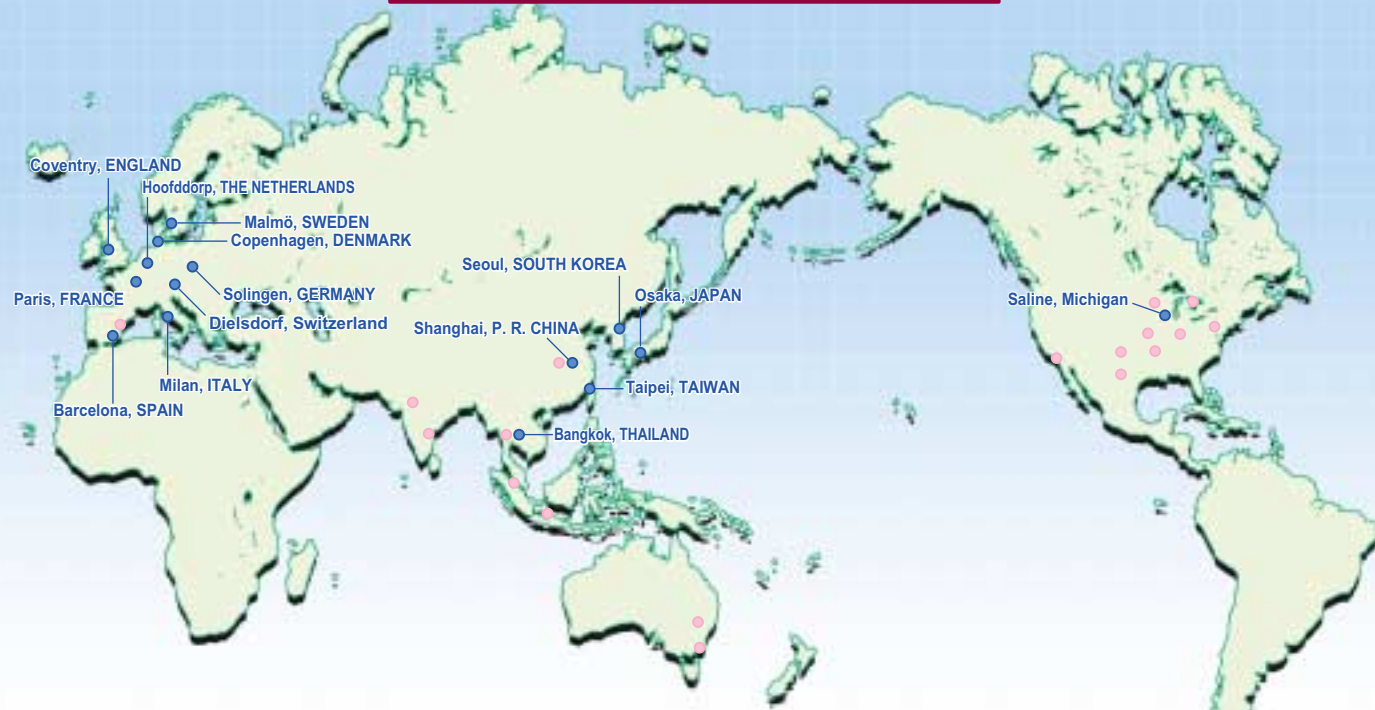 Coventry, ENGLAND
Hoofddorp, THE NETHERLANDS
Malmö, SWEDEN
Copenhagen, DENMARK
Seoul, SOUTH KOREA
Solingen, GERMANY
Osaka, JAPAN
Paris, FRANCE
Saline, Michigan
Dielsdorf, Switzerland
Shanghai, P. R. CHINA
Milan, ITALY
Taipei, TAIWAN
Barcelona, SPAIN
Bangkok, THAILAND